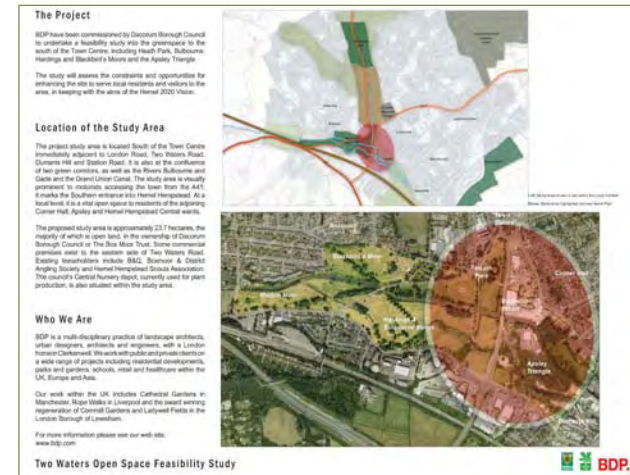 The Project
BDP have been commissioned by Dacorum Borough Council
to undertake a feasibility study into the greenspace to the
south of the Town Centre, including Heath Park, Bulbourne,
Hardings and Blackbirt's Moors and the Apsley Triangle.
The study will assess the constraints and opportunities for
enhancing the site to serve local residents and visitors to the
area, in keeping with the aims of the Hemel 2020 Vision.
Location of the Study Area
The project study area is located South of the Town Centre
immediately adjacent to London Road, Two Waters Road,
Durrants Hill and Station Road. It is also at the confluence
of two green corridors, as well as the Rivers Bulbourne and
Gade and the Grand Union Canal. The study area is visually
prominent to motorists accessing the town from the A41.
It marks the Southern entrance into Hemel Hempstead. At a
local level, it is a vital open space to residents of the adjoining
Corner Hall, Apsley and Hemel Hempstead Central wards.
The proposed study area is approximately 23.7 hectares, the
majority of which is open land, in the ownership of Dacorum
Borough Council or The Box Moor Trust. Some commercial
premises exist to the eastern side of Two Waters Road.
Existing leaseholders include B&Q, Boxmoor & District
Angling Society and Hemel Hempstead Scouts Association.
The council's Central Nursery depot, currently used for plant
production, is also situated within the study area.
Who We Are
BDP is a multi-disciplinary practice of landscape architects,
urban designers, architects and engineers, with a London
home in Clerkenwell. We work with public and private clients on
a wide range of projects including residential developments,
parks and gardens, schools, retail and healthcare within the
UK, Europe and Asia.
Our work within the UK includes Cathedral Gardens in
Manchester, Rope Walks in Liverpool and the award winning
regeneration of Cornmill Gardens and Ladywell Fields in the
London Borough of Lewisham.
For more information please see our web site.
www.bdp.com
Blackbirt's Moor
Station Moor
Corner Hall
Apsley
Triangle
Two Waters Open Space Feasibility Study
BDP.